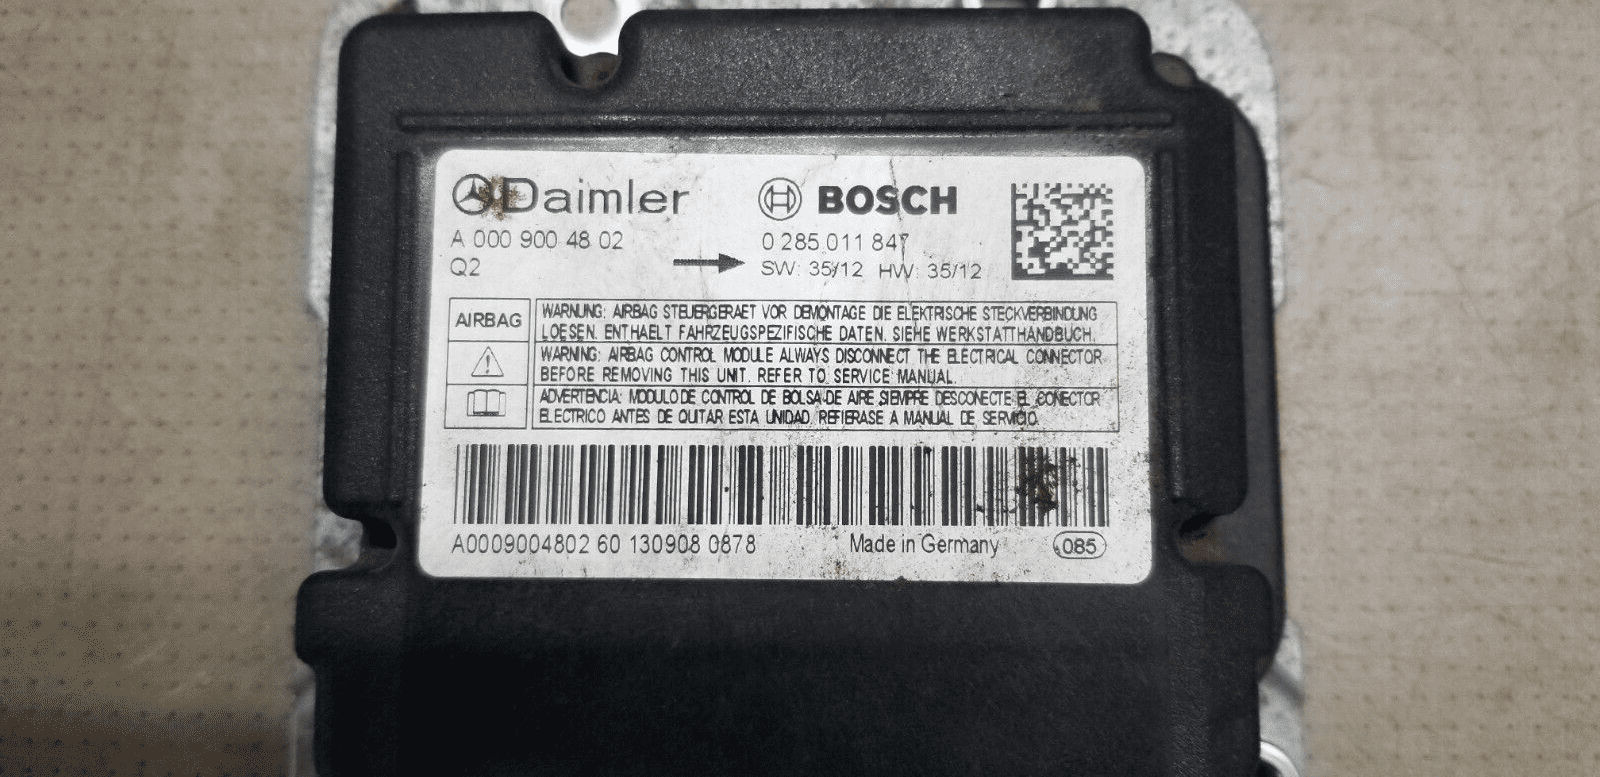 Daimler
A 000 900 48 02
Q2
BOSCH
0 285 011 847
SW: 35/12 HW: 35/12
AIRBAG
WARNUNG: AIRBAG STEUERGERAET VOR DEMONTAGE DIE ELEKTRISCHE STECKVERBINDUNG
LOESEN. ENTHAELT FAHRZEUGSPEZIFISCHE DATEN. SIEHE WERKSTATTHANDBUCH.
WARNING: AIRBAG CONTROL MODULE ALWAYS DISCONNECT THE ELECTRICAL CONNECTOR
BEFORE REMOVING THIS UNIT. REFER TO SERVICE MANUAL.
ADVERTENCIA: MODULO DE CONTROL DE BOLSA DE AIRE SIEMPRE DESCONECTE EL CONECTOR
ELECTRICO ANTES DE QUITAR ESTA UNIDAD. REFIERASE A MANUAL DE SERVICIO.
A0009004802 60 130908 0878
Made in Germany
085